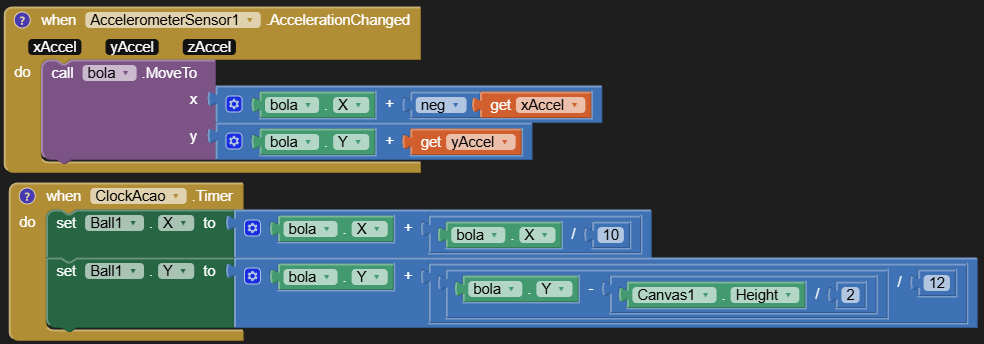 ? when AccelerometerSensor1 .AccelerationChanged
xAccel yAccel zAccel
do call bola .MoveTo
x bola . X + neg get xAccel
y bola . Y + get yAccel
? when ClockAcao .Timer
do set Ball1 . X to bola . X + bola . X / 10
set Ball1 . Y to bola . Y + bola . Y - Canvas1 . Height / 2 / 12